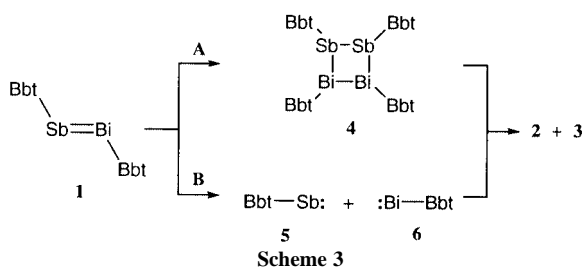 Bbt Bbt
A Sb–Sb
Bbt Bi–Bi
Sb=Bi Bbt Bbt
4 2 + 3
Bbt
1 B Bbt—Sb: + :Bi—Bbt
5 6
Scheme 3